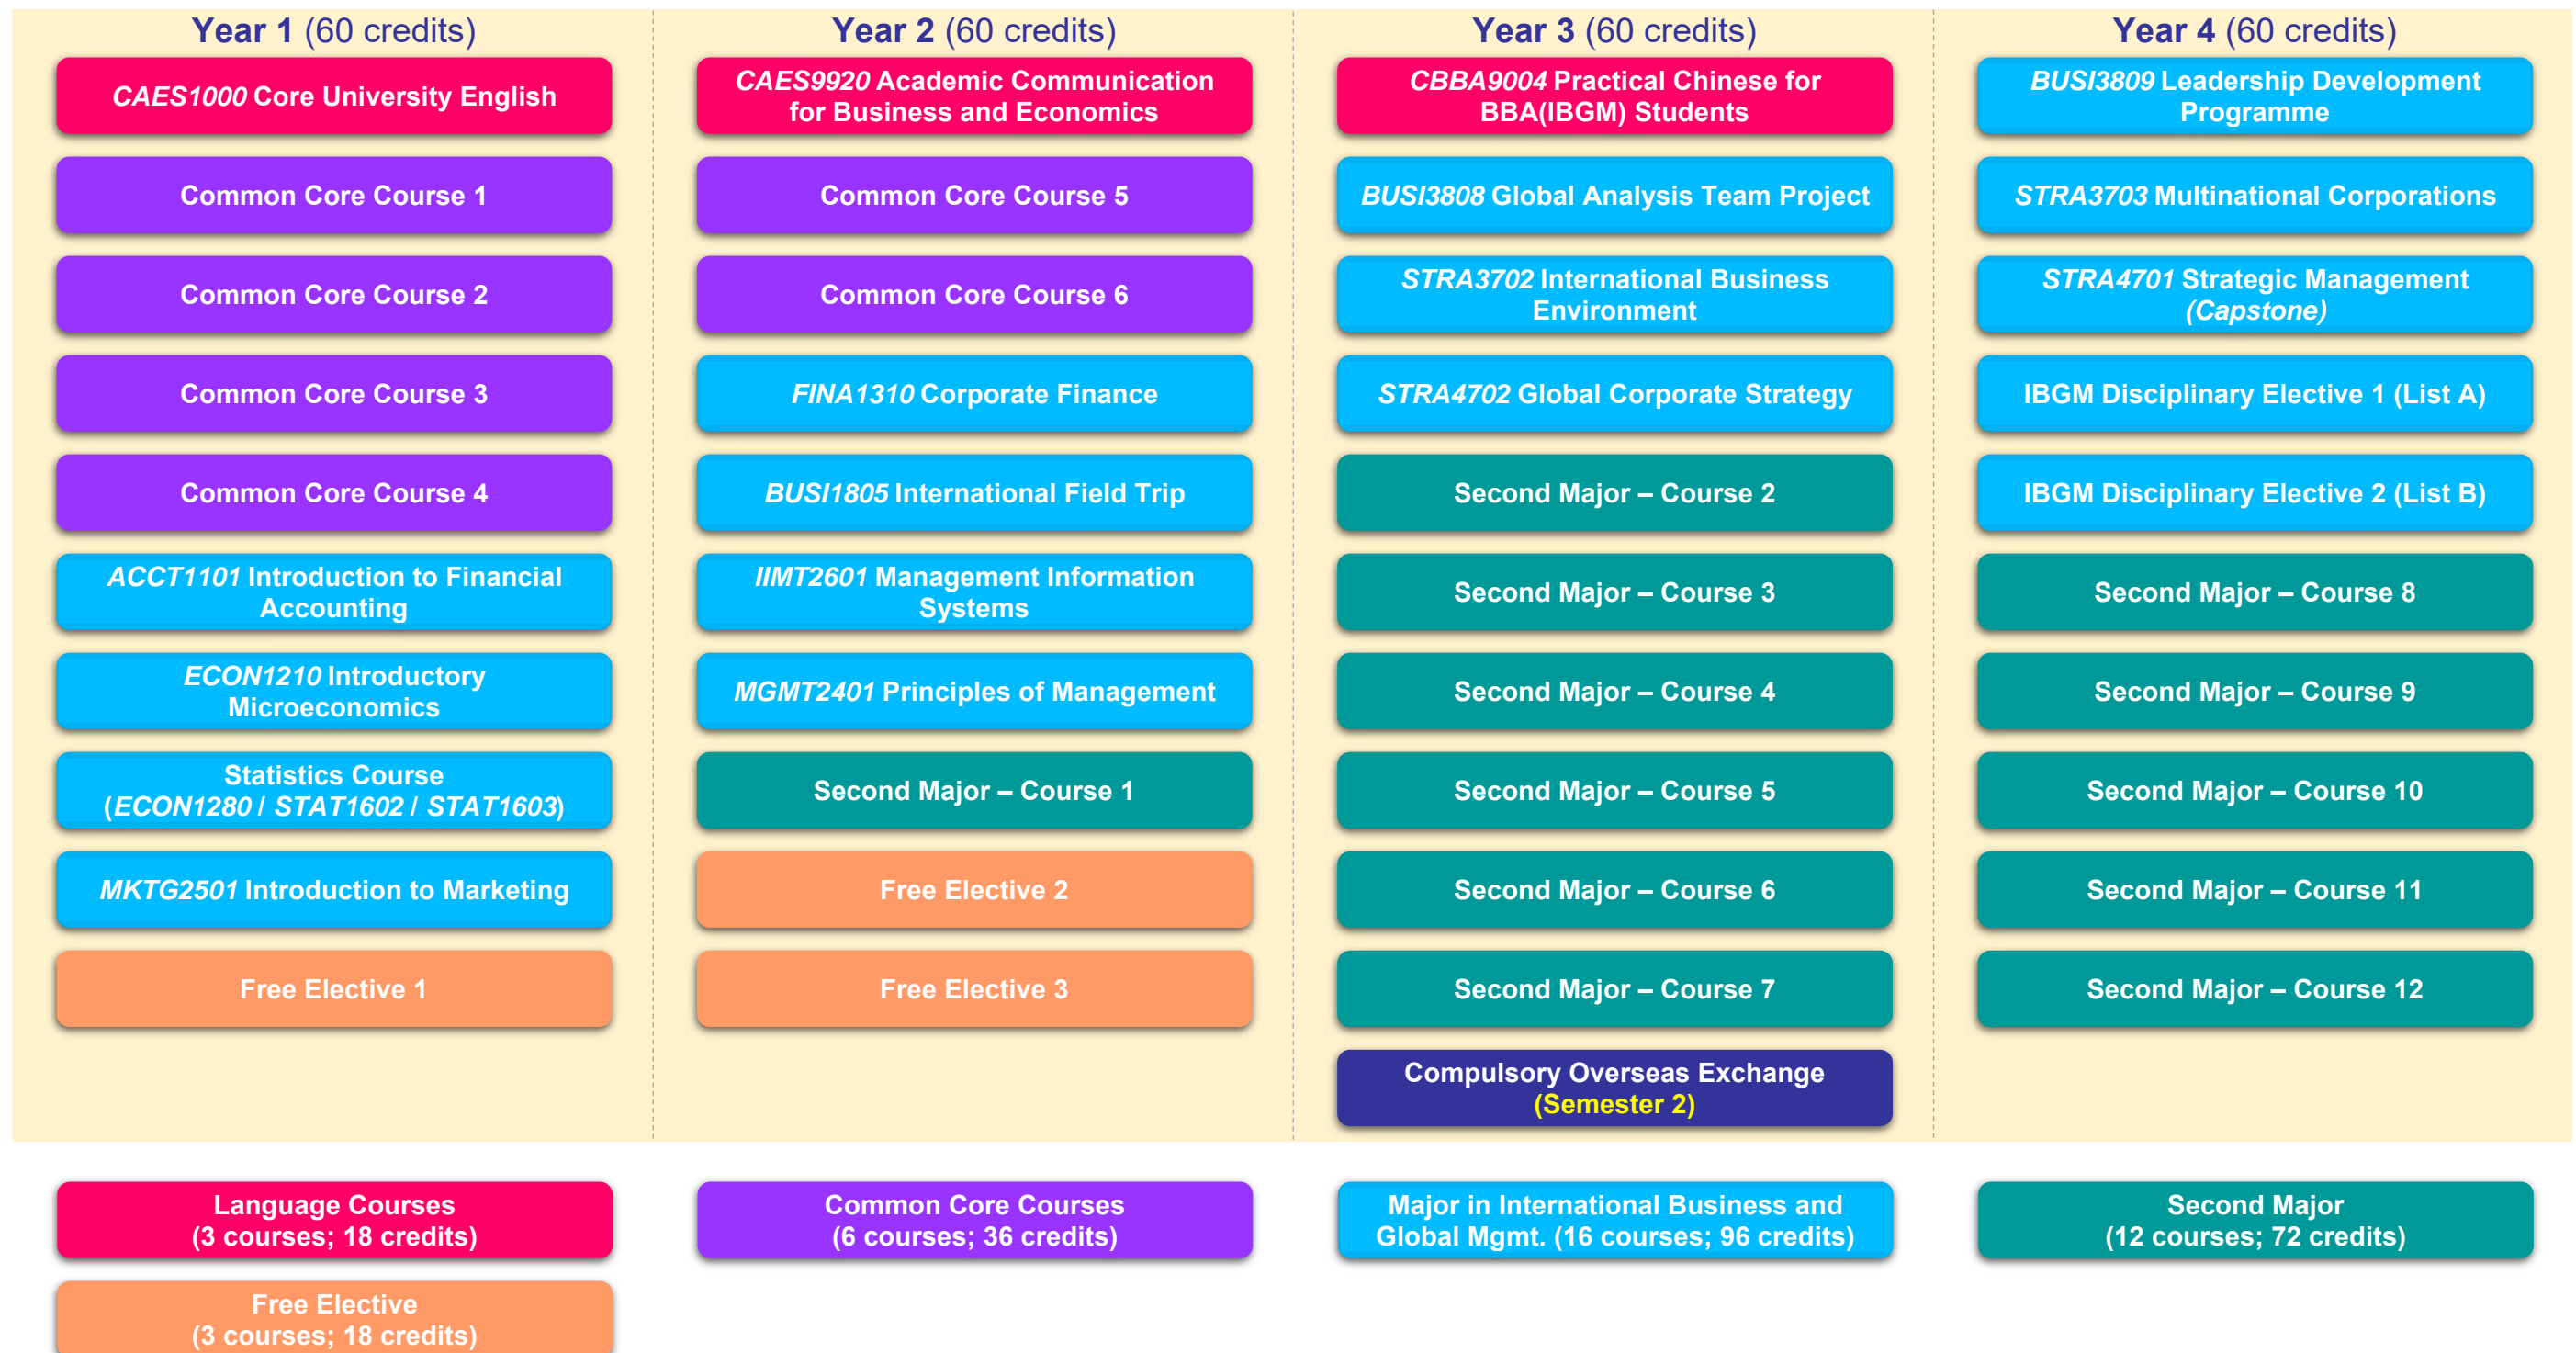 Year 1 (60 credits)
CAES1000 Core University English
Common Core Course 1
Common Core Course 2
Common Core Course 3
Common Core Course 4
ACCT1101 Introduction to Financial
Accounting
ECON1210 Introductory
Microeconomics
Statistics Course
(ECON1280 / STAT1602 / STAT1603)
MKTG2501 Introduction to Marketing
Free Elective 1
Year 2 (60 credits)
CAES9920 Academic Communication
for Business and Economics
Common Core Course 5
Common Core Course 6
FINA1310 Corporate Finance
BUSI1805 International Field Trip
IIMT2601 Management Information
Systems
MGMT2401 Principles of Management
Second Major – Course 1
Free Elective 2
Free Elective 3
Year 3 (60 credits)
CBBA9004 Practical Chinese for
BBA(IBGM) Students
BUSI3808 Global Analysis Team Project
STRA3702 International Business
Environment
STRA4702 Global Corporate Strategy
Second Major – Course 2
Second Major – Course 3
Second Major – Course 4
Second Major – Course 5
Second Major – Course 6
Second Major – Course 7
Compulsory Overseas Exchange
(Semester 2)
Year 4 (60 credits)
BUSI3809 Leadership Development
Programme
STRA3703 Multinational Corporations
STRA4701 Strategic Management
(Capstone)
IBGM Disciplinary Elective 1 (List A)
IBGM Disciplinary Elective 2 (List B)
Second Major – Course 8
Second Major – Course 9
Second Major – Course 10
Second Major – Course 11
Second Major – Course 12
Language Courses
(3 courses; 18 credits)
Common Core Courses
(6 courses; 36 credits)
Major in International Business and
Global Mgmt. (16 courses; 96 credits)
Second Major
(12 courses; 72 credits)
Free Elective
(3 courses; 18 credits)